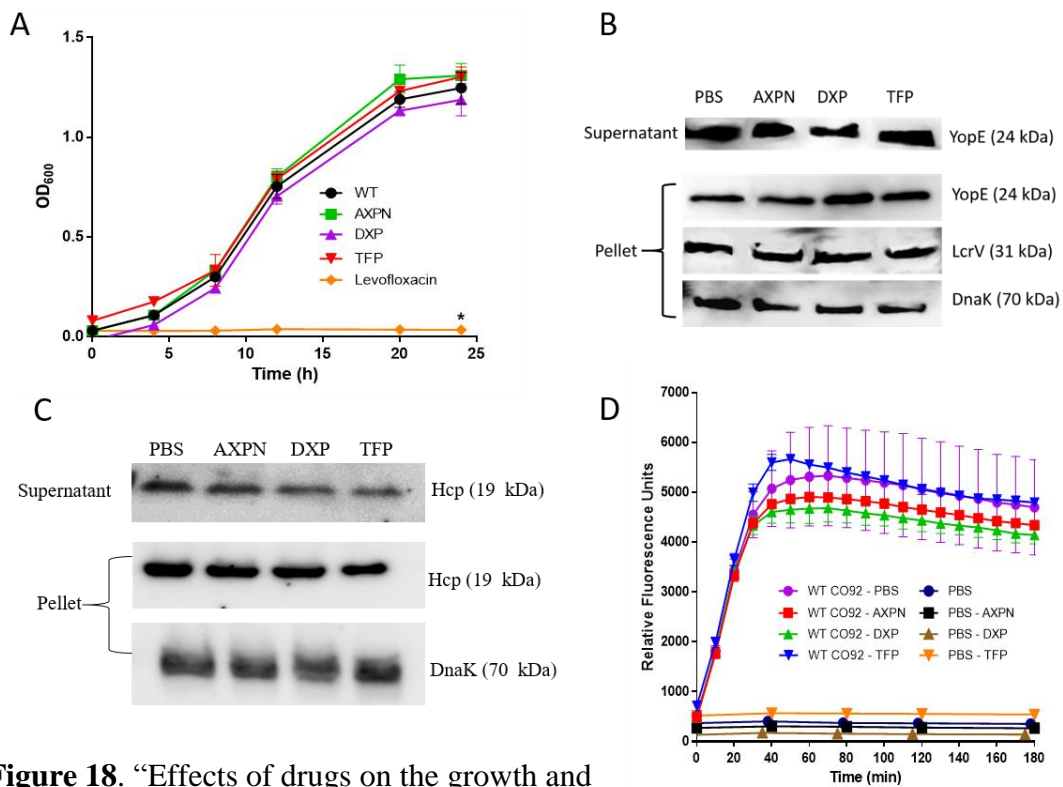 A
1.5
1.0
0.5
0.0
OD600
0 5 10 15 20 25
Time (h)
WT
AXPN
DXP
TFP
Levofloxacin
*
B
PBS AXPN DXP TFP
Supernatant
YopE (24 kDa)
Pellet
YopE (24 kDa)
LcrV (31 kDa)
DnaK (70 kDa)
C
PBS AXPN DXP TFP
Supernatant
Hcp (19 kDa)
Pellet
Hcp (19 kDa)
DnaK (70 kDa)
D
7000
6000
5000
4000
3000
2000
1000
0
Relative Fluorescence Units
WT CO92 - PBS
WT CO92 - AXPN
WT CO92 - DXP
WT CO92 - TFP
PBS
PBS - AXPN
PBS - DXP
PBS - TFP
0 20 40 60 80 100 120 140 160 180
Time (min)
18. “Effects of drugs on the growth and